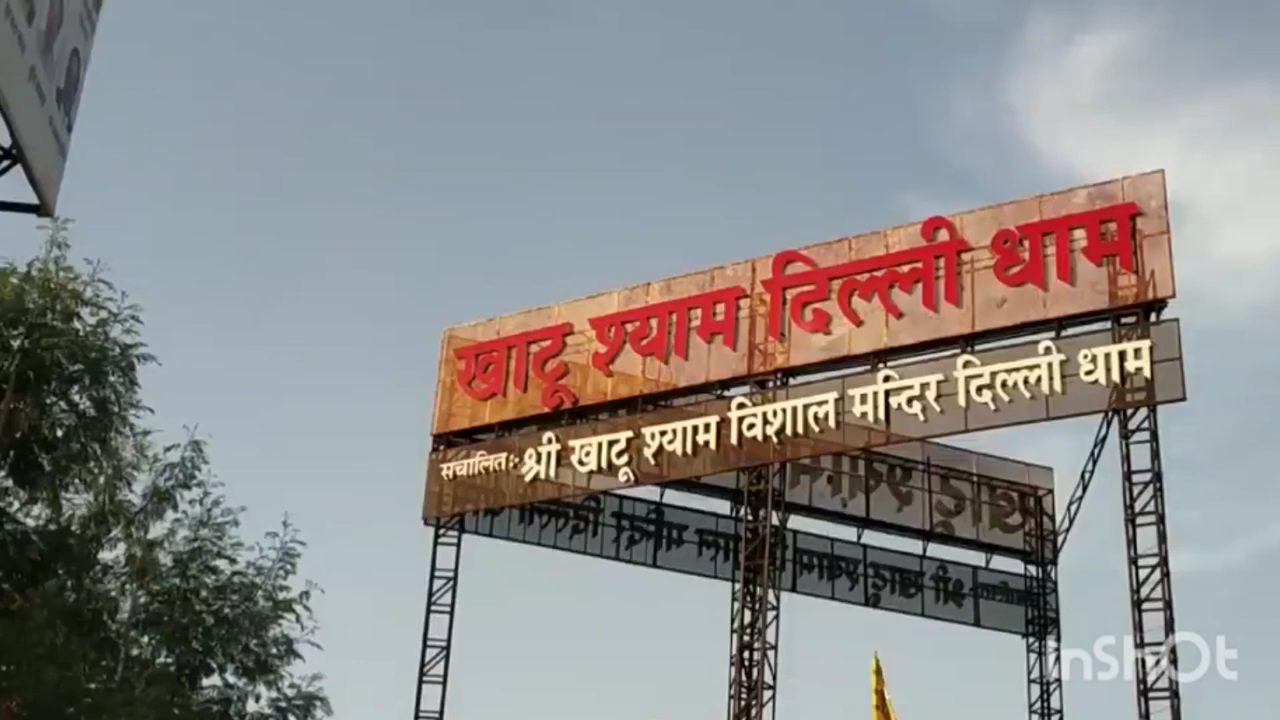 खाटू श्याम दिल्ली धाम
संचालित:- श्री खाटू श्याम विशाल मन्दिर दिल्ली धाम
InShOt